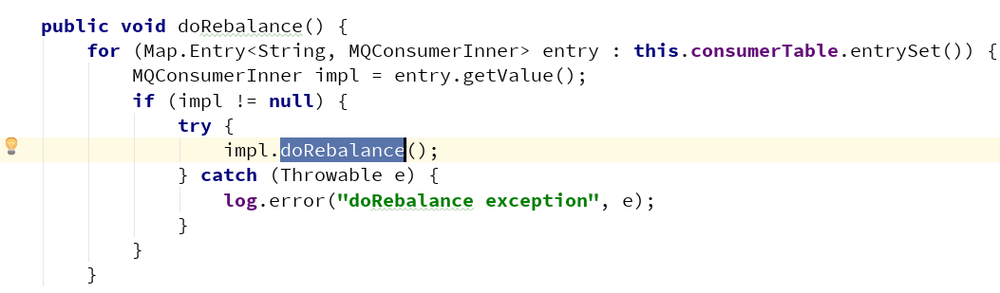 public void doRebalance() {
    for (Map.Entry<String, MQConsumerInner> entry : this.consumerTable.entrySet()) {
        MQConsumerInner impl = entry.getValue();
        if (impl != null) {
            try {
                impl.doRebalance();
            } catch (Throwable e) {
                log.error("doRebalance exception", e);
            }
        }
    }